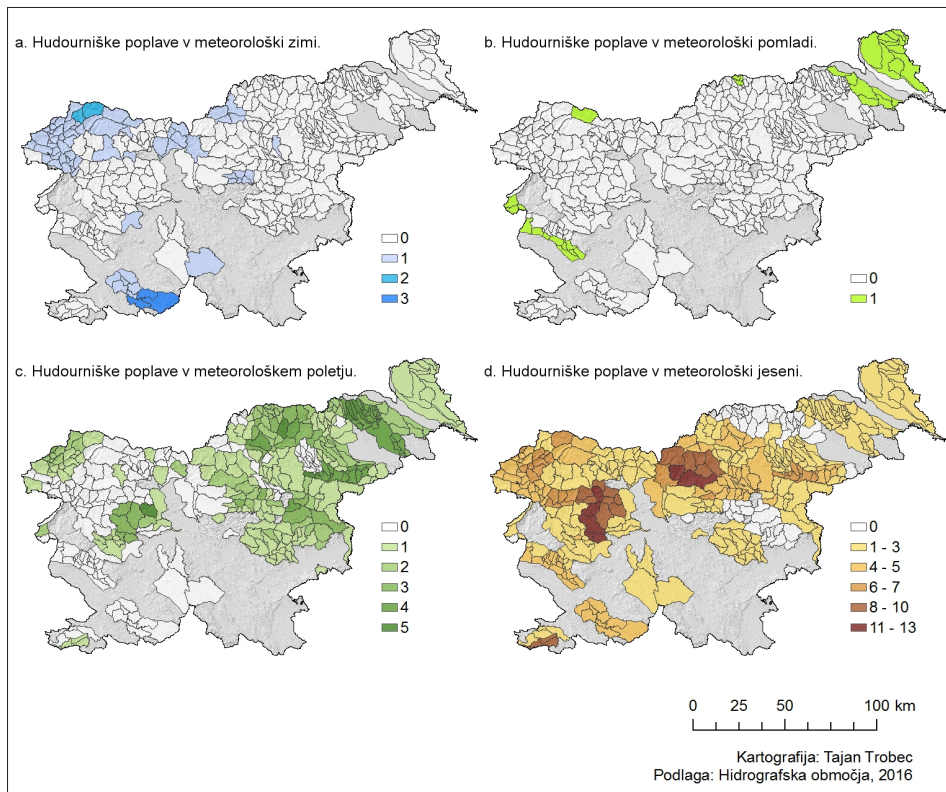 a. Hudourniške poplave v meteorološki zimi.
0
1
2
3
b. Hudourniške poplave v meteorološki pomladi.
0
1
c. Hudourniške poplave v meteorološkem poletju.
0
1
2
3
4
5
d. Hudourniške poplave v meteorološki jeseni.
0
1 - 3
4 - 5
6 - 7
8 - 10
11 - 13
0 25 50 100 km
Kartografija: Tajan Trobec
Podlaga: Hidrografska območja, 2016